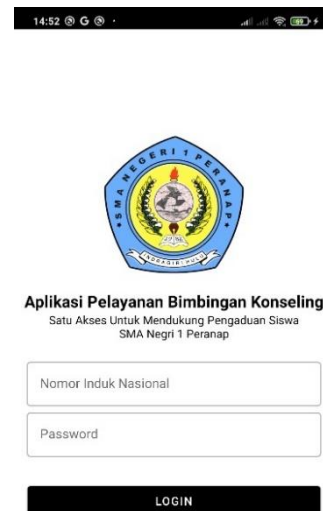 14:52
SMA NEGERI 1 PERANAP
INDRAGIRI HULU
Aplikasi Pelayanan Bimbingan Konseling
Satu Akses Untuk Mendukung Pengaduan Siswa
SMA Negri 1 Peranap
Nomor Induk Nasional
Password
LOGIN